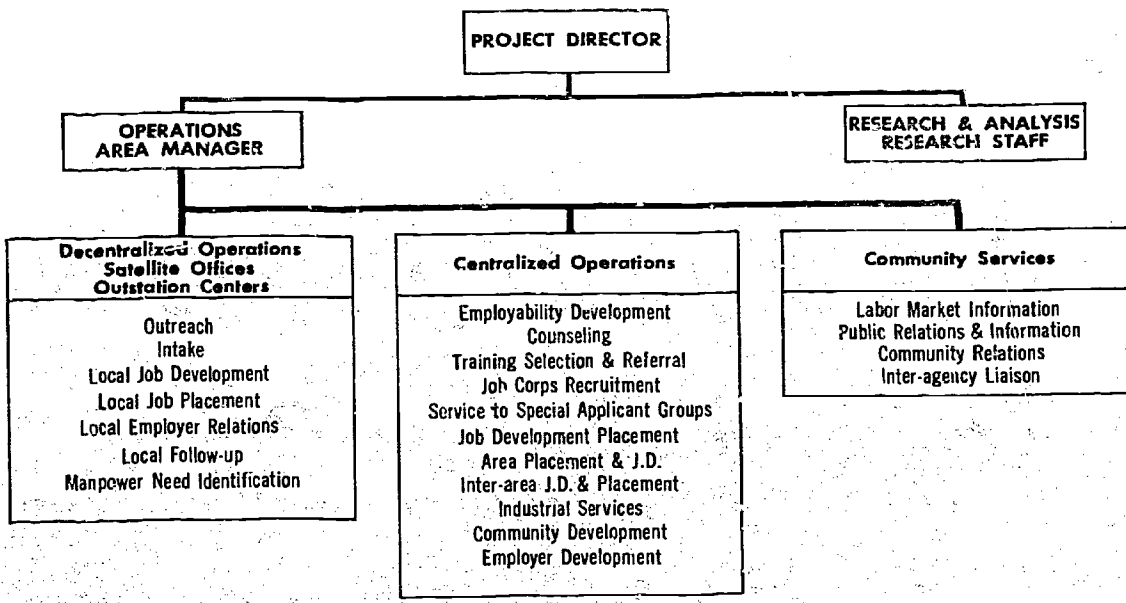 PROJECT DIRECTOR
OPERATIONS
AREA MANAGER
RESEARCH & ANALYSIS
RESEARCH STAFF
Decentralized Operations
Satellite Offices
Outstation Centers
Outreach
Intake
Local Job Development
Local Job Placement
Local Employer Relations
Local Follow-up
Manpower Need Identification
Centralized Operations
Employability Development
Counseling
Training Selection & Referral
Job Corps Recruitment
Service to Special Applicant Groups
Job Development Placement
Area Placement & J.D.
Inter-area J.D. & Placement
Industrial Services
Community Development
Employer Development
Community Services
Labor Market Information
Public Relations & Information
Community Relations
Inter-agency Liaison